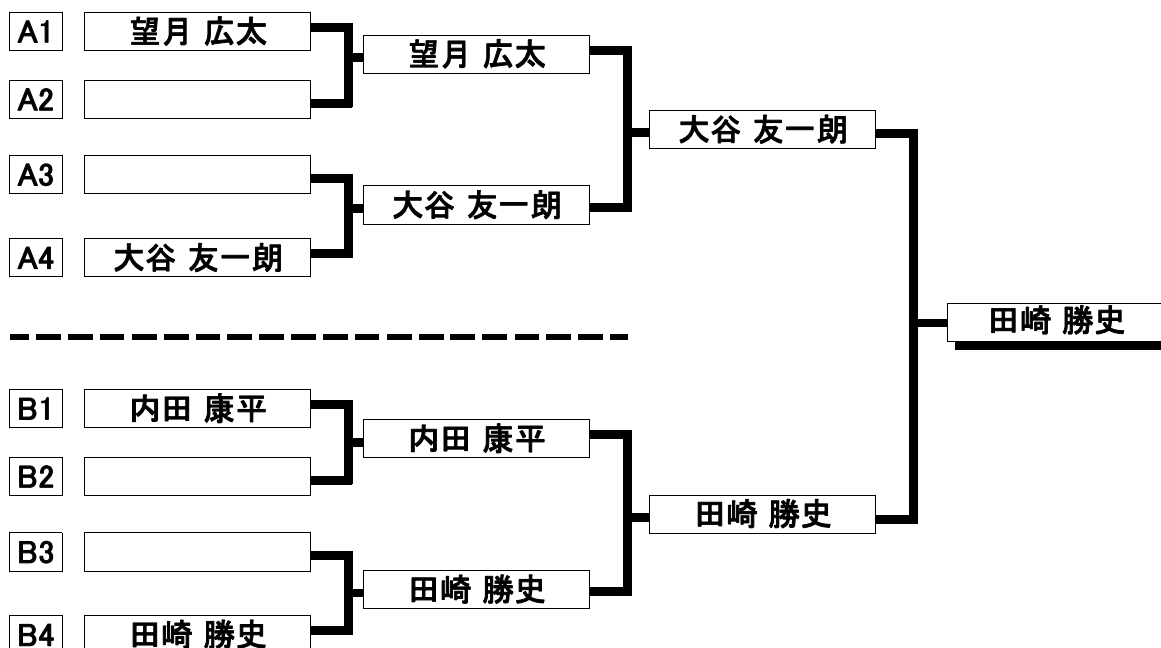 A1 望月 広太
望月 広太
A2
大谷 友一朗
A3
大谷 友一朗
A4 大谷 友一朗
田崎 勝史
B1 内田 康平
内田 康平
B2
田崎 勝史
B3
田崎 勝史
B4 田崎 勝史